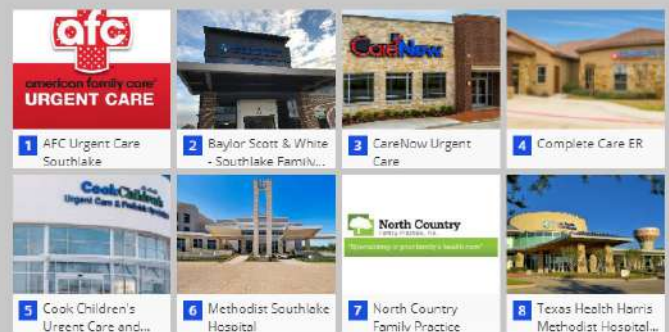 afc
american family care
URGENT CARE
CareNow
1 AFC Urgent Care
Southlake
2 Baylor Scott & White
- Southlake Family...
3 CareNow Urgent
Care
4 Complete Care ER
Cook Children's
Urgent Care &
North Country
Family Practice, P.A.
5 Cook Children's
Urgent Care and...
6 Methodist Southlake
Hospital
7 North Country
Family Practice
8 Texas Health Harris
Methodist Hospital...